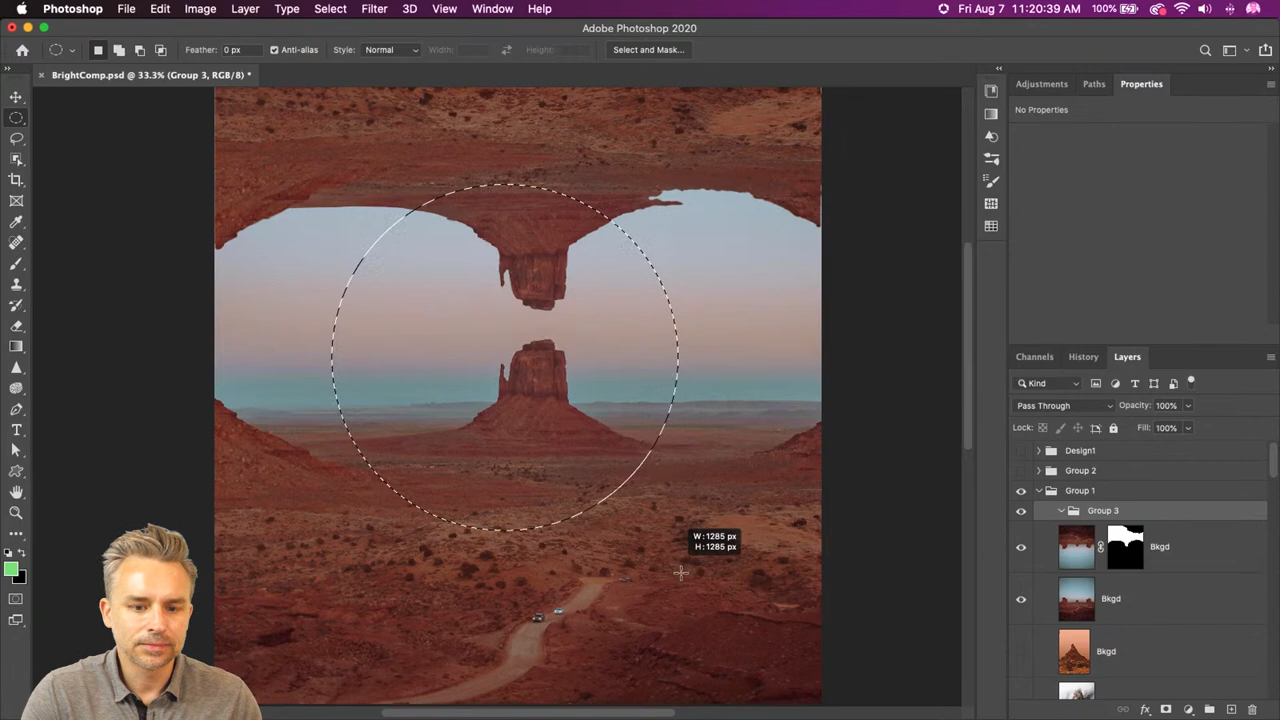 Photoshop File Edit Image Layer Type Select Filter 3D View Window Help 100% Fri Aug 7 11:20:39 AM
Adobe Photoshop 2020
Feather: 0 px Anti-alias Style: Normal Width: Height: Select and Mask...
BrightComp.psd @ 33.3% (Group 3, RGB/8) *
Adjustments Paths Properties
No Properties
W: 1285 px
H: 1285 px
Channels History Layers
Kind
Pass Through Opacity: 100%
Lock: Fill: 100%
Design1
Group 2
Group 1
Group 3
Bkgd
Bkgd
Bkgd